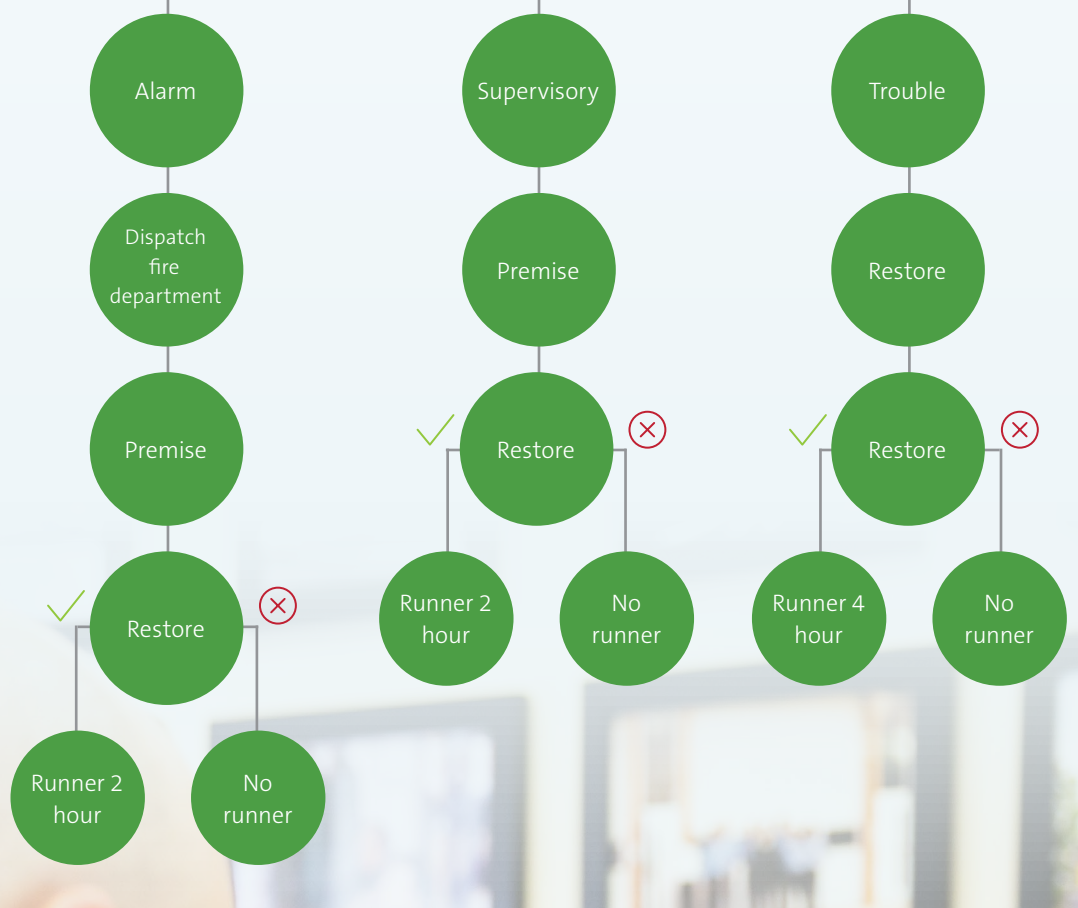 Alarm
Supervisory
Trouble
Dispatch
fire
department
Premise
Restore
Premise
Restore
Restore
Restore
Runner 2
hour
No
runner
Runner 4
hour
No
runner
Runner 2
hour
No
runner